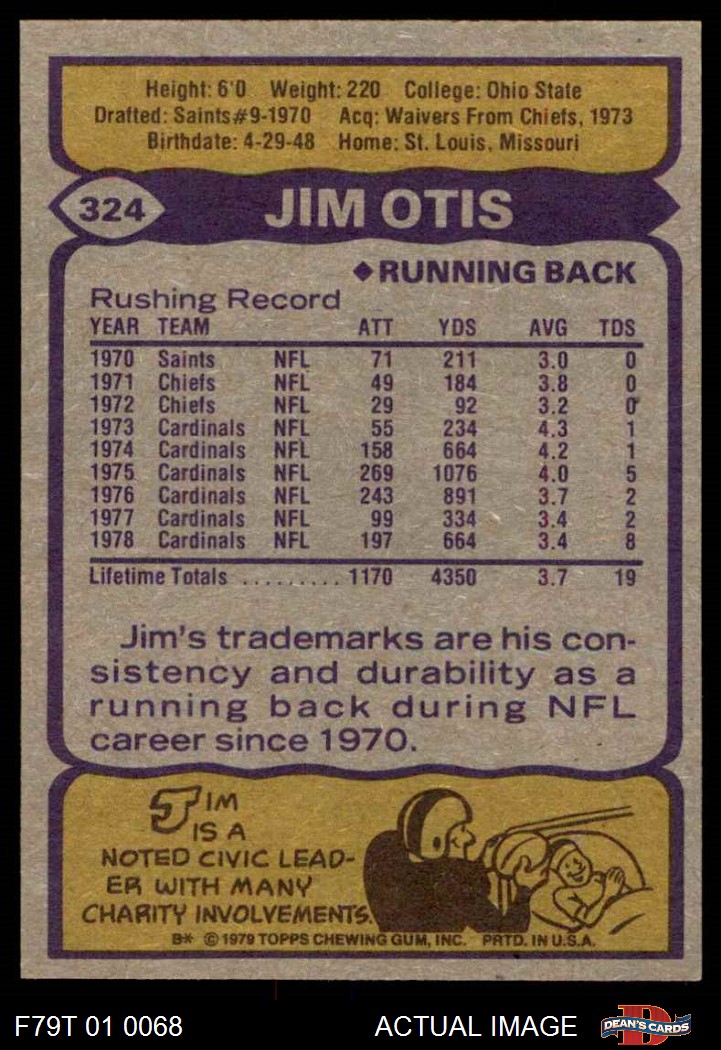 Height: 6'0 Weight: 220 College: Ohio State
Drafted: Saints#9-1970 Acq: Waivers From Chiefs, 1973
Birthdate: 4-29-48 Home: St. Louis, Missouri
324 JIM OTIS
◆RUNNING BACK
Rushing Record
YEAR TEAM ATT YDS AVG TDS
1970 Saints NFL 71 211 3.0 0
1971 Chiefs NFL 49 184 3.8 0
1972 Chiefs NFL 29 92 3.2 0
1973 Cardinals NFL 55 234 4.3 1
1974 Cardinals NFL 158 664 4.2 1
1975 Cardinals NFL 269 1076 4.0 5
1976 Cardinals NFL 243 891 3.7 2
1977 Cardinals NFL 99 334 3.4 2
1978 Cardinals NFL 197 664 3.4 8
Lifetime Totals ......... 1170 4350 3.7 19
Jim's trademarks are his con-
sistency and durability as a
running back during NFL
career since 1970.
JIM
IS A
NOTED CIVIC LEAD-
ER WITH MANY
CHARITY INVOLVEMENTS.
B* © 1979 TOPPS CHEWING GUM, INC. PRTD. IN U.S.A.
F79T 01 0068 ACTUAL IMAGE D DEAN'S CARDS